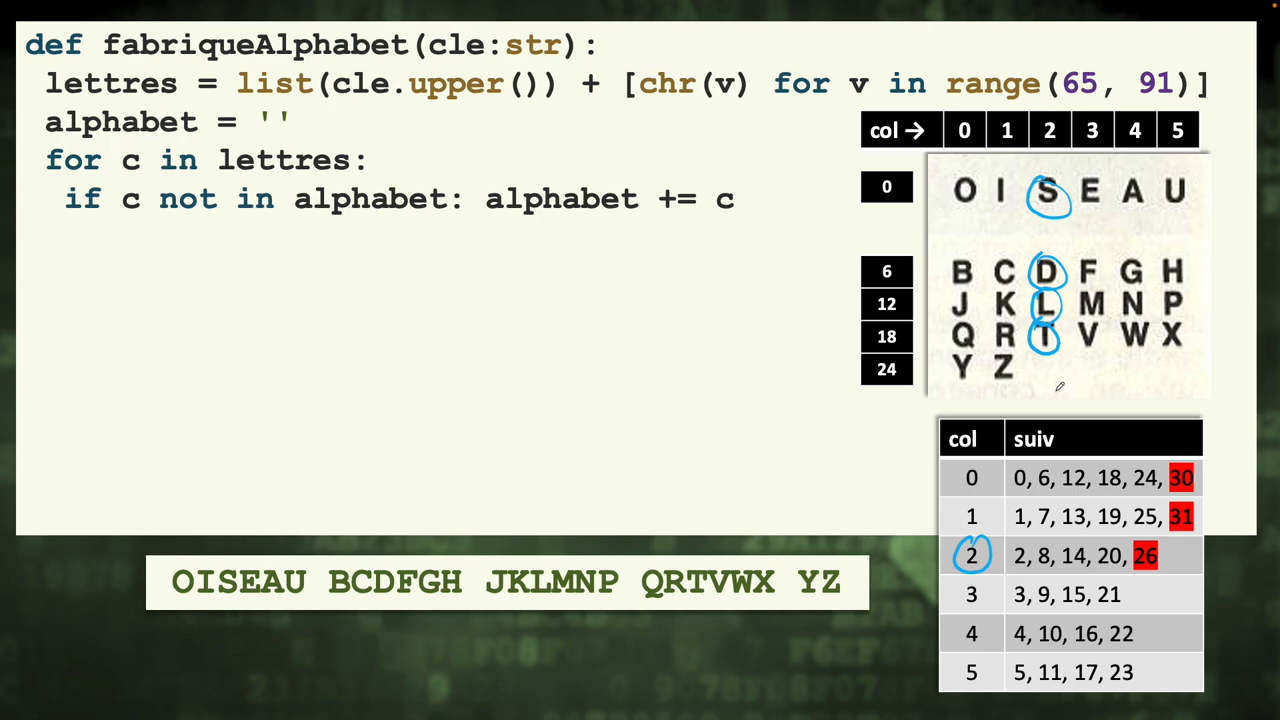 def fabriqueAlphabet(cle:str):
lettres = list(cle.upper()) + [chr(v) for v in range(65, 91)]
alphabet = ''
for c in lettres:
if c not in alphabet: alphabet += c
col → 0 1 2 3 4 5
0 O I S E A U
6 B C D F G H
12 J K L M N P
18 Q R T V W X
24 Y Z
col suiv
0 0, 6, 12, 18, 24, 30
1 1, 7, 13, 19, 25, 31
2 2, 8, 14, 20, 26
3 3, 9, 15, 21
4 4, 10, 16, 22
5 5, 11, 17, 23
OISEAU BCDFGH JKLMNP QRTVWX YZ